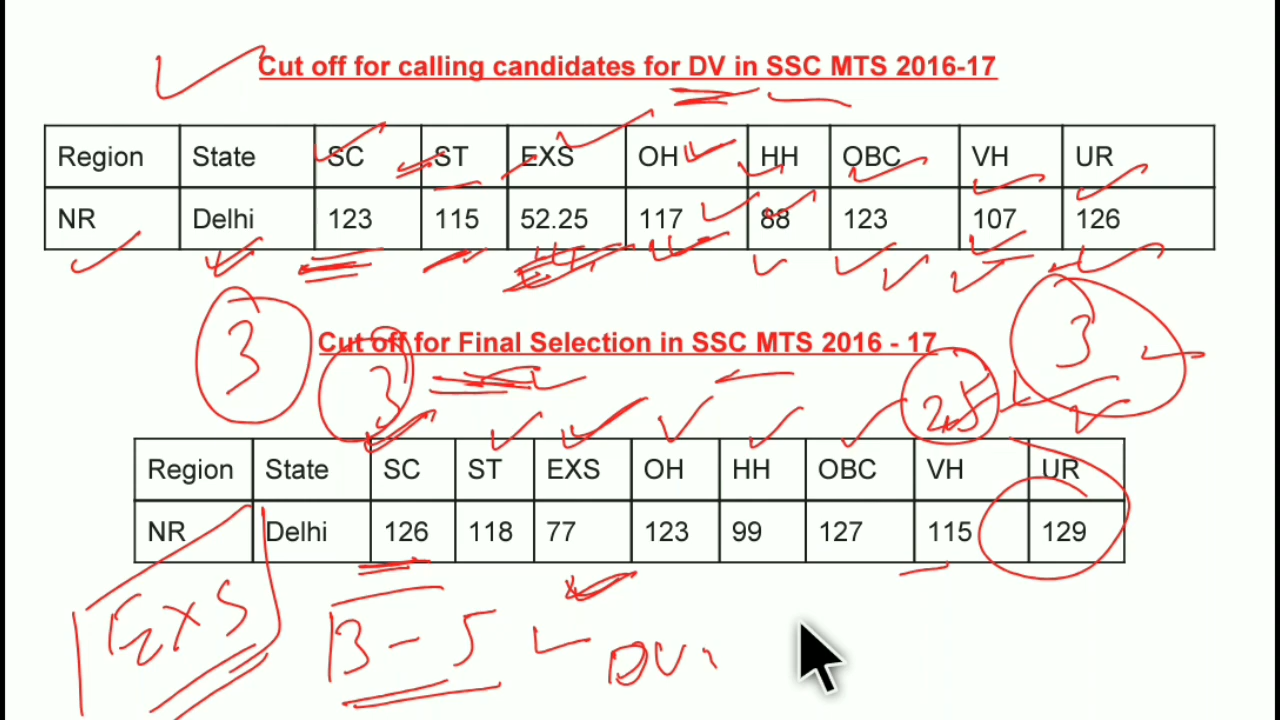 Cut off for calling candidates for DV in SSC MTS 2016-17
Region State SC ST EXS OH HH OBC VH UR
NR Delhi 123 115 52.25 117 88 123 107 126
3 3
Cut off for Final Selection in SSC MTS 2016 - 17
3 2.5
Region State SC ST EXS OH HH OBC VH UR
NR Delhi 126 118 77 123 99 127 115 129
EXS 3-5 DV